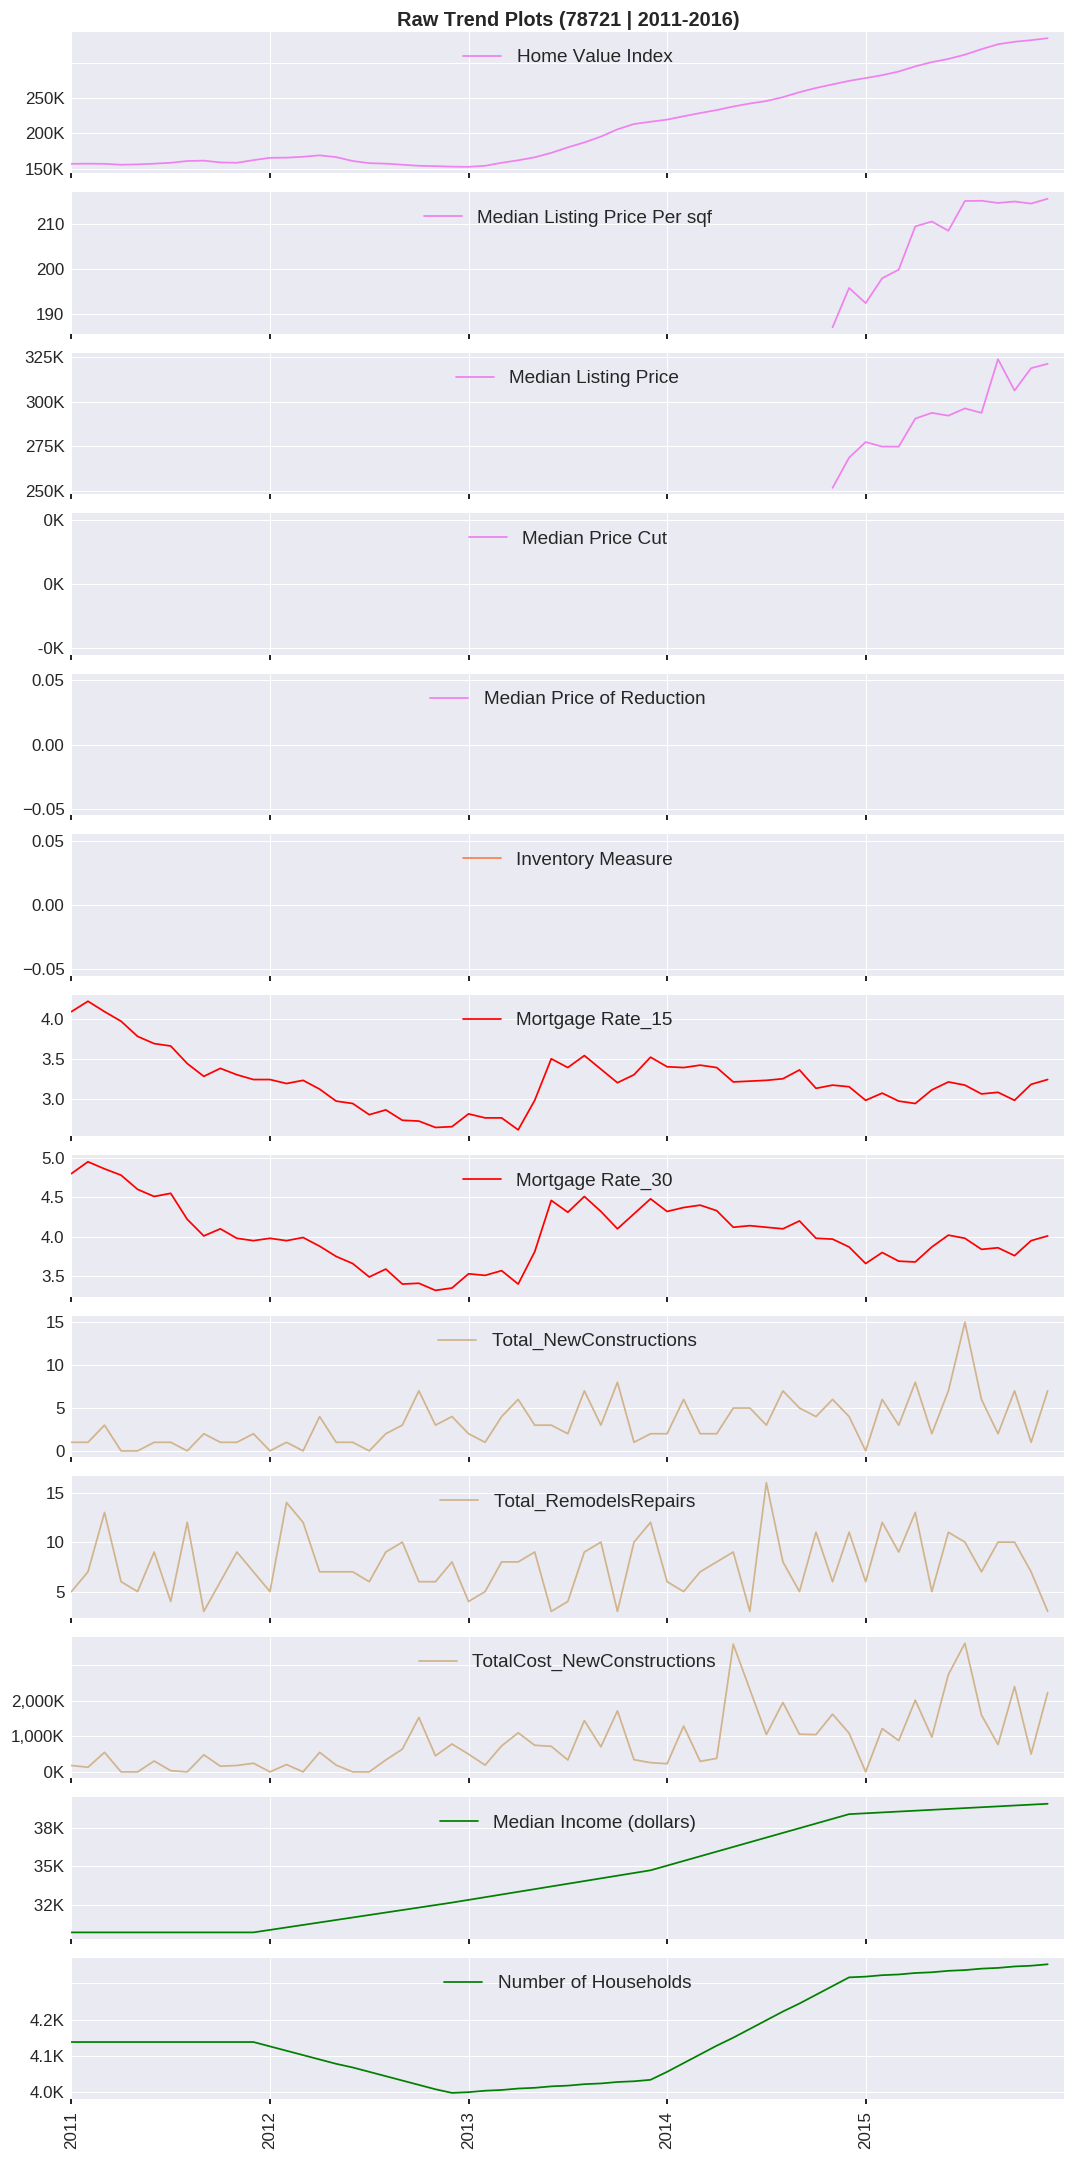 Raw Trend Plots (78721 | 2011-2016)
Home Value Index
250K
200K
150K
Median Listing Price Per sqf
210
200
190
Median Listing Price
325K
300K
275K
250K
Median Price Cut
0K
0K
-0K
Median Price of Reduction
0.05
0.00
−0.05
Inventory Measure
0.05
0.00
−0.05
Mortgage Rate_15
4.0
3.5
3.0
Mortgage Rate_30
5.0
4.5
4.0
3.5
Total_NewConstructions
15
10
5
0
Total_RemodelsRepairs
15
10
5
TotalCost_NewConstructions
2,000K
1,000K
0K
Median Income (dollars)
38K
35K
32K
Number of Households
4.2K
4.1K
4.0K
2011
2012
2013
2014
2015